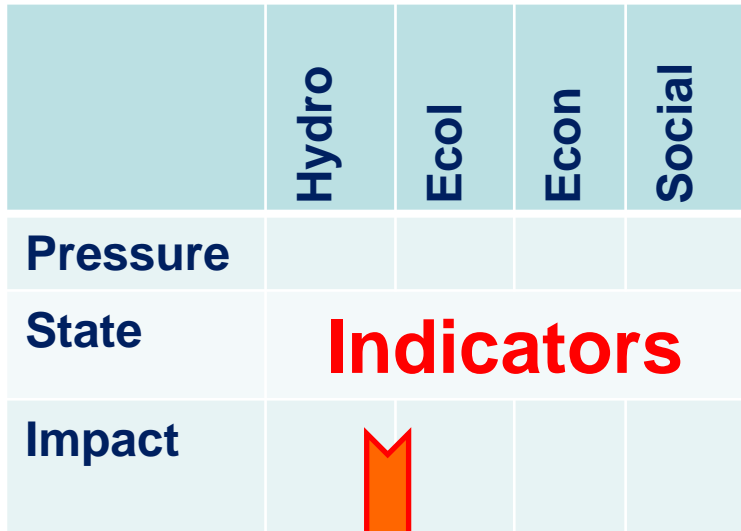 Hydro
Ecol
Econ
Social
Pressure
State
Indicators
Impact